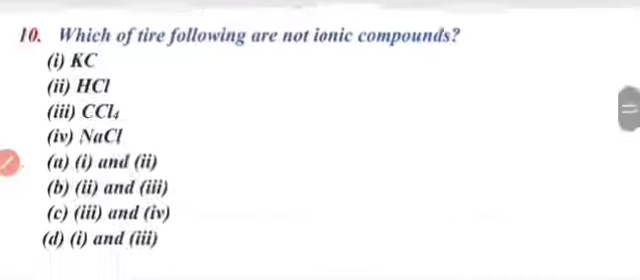 10. Which of tire following are not ionic compounds?
(i) KC
(ii) HCl
(iii) CCl₄
(iv) NaCl
(a) (i) and (ii)
(b) (ii) and (iii)
(c) (iii) and (iv)
(d) (i) and (iii)